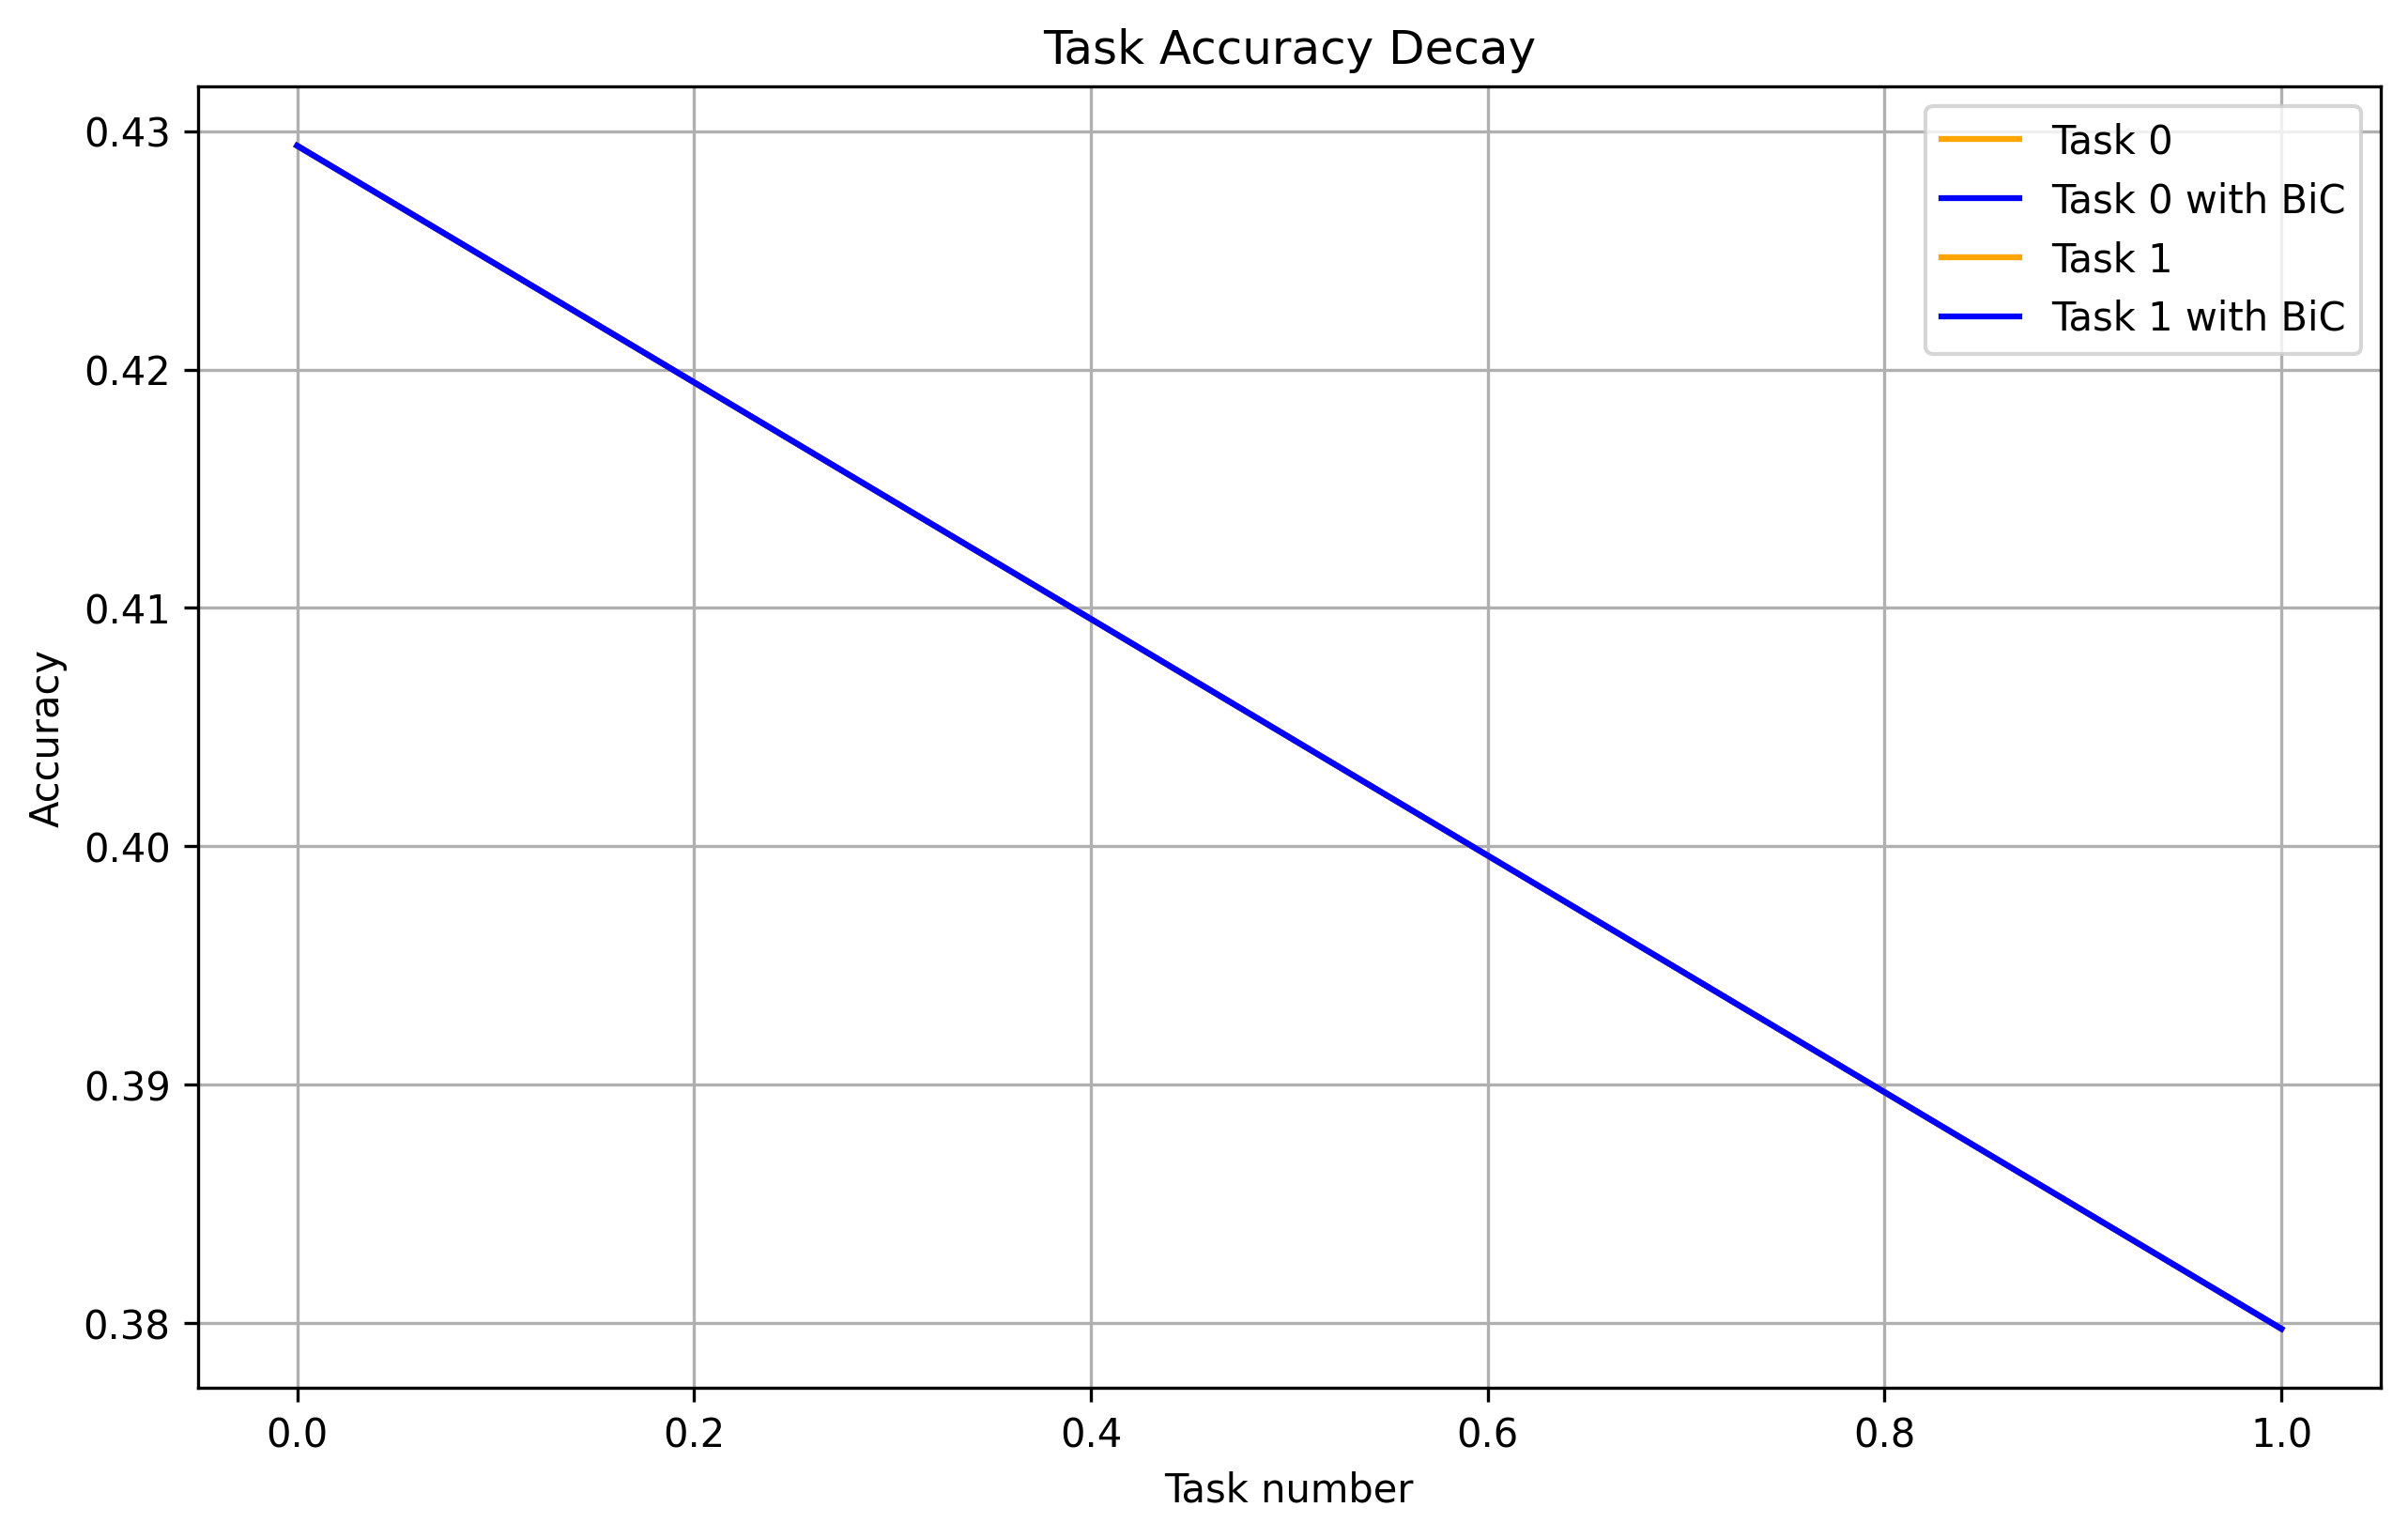 Task Accuracy Decay
0.43
0.42
0.41
0.40
0.39
0.38
Accuracy
Task 0
Task 0 with BiC
Task 1
Task 1 with BiC
0.0 0.2 0.4 0.6 0.8 1.0
Task number